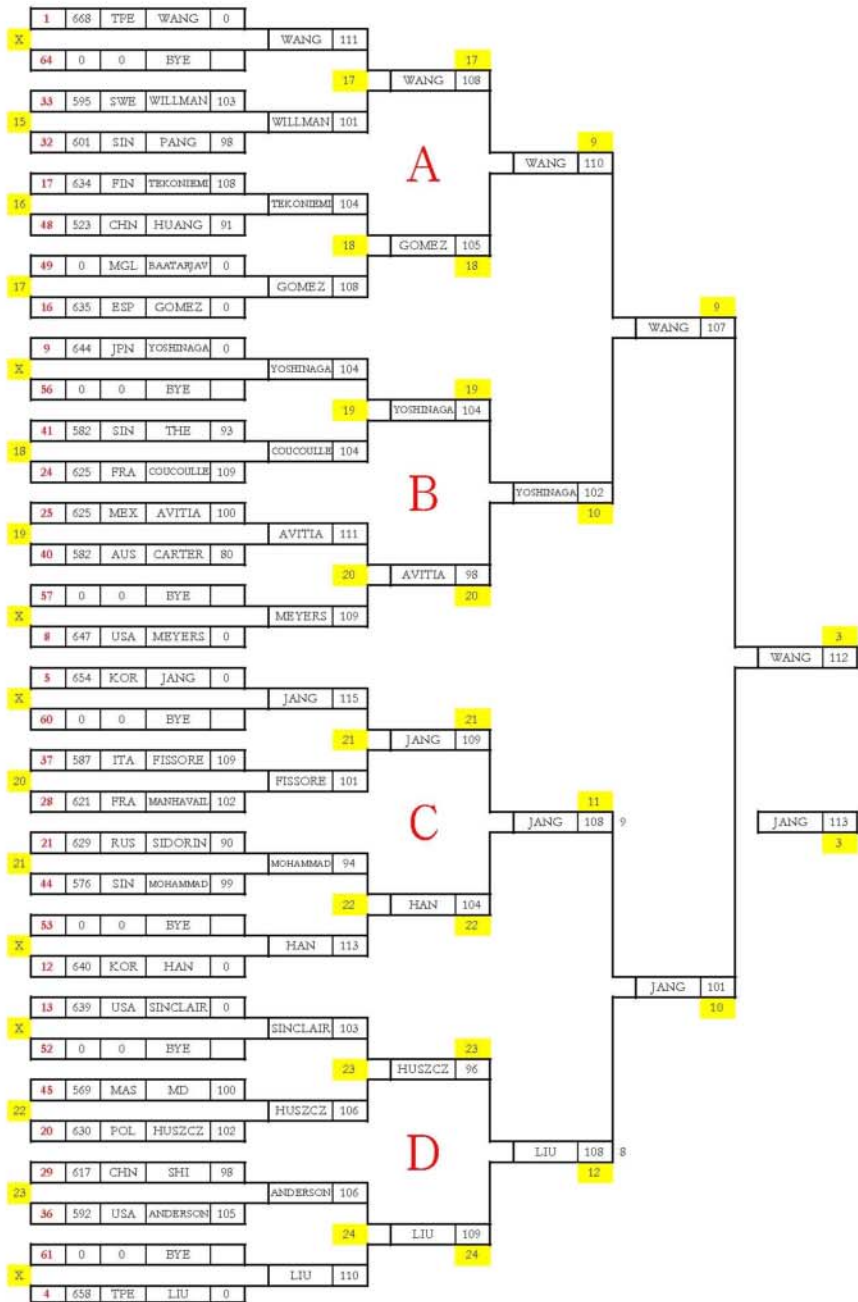 1 668 TPE WANG 0
X WANG 111
64 0 0 BYE 17
17 WANG 108
33 595 SWE WILLMAN 103
15 WILLMAN 101
32 601 SIN PANG 98 A 9
WANG 110
17 634 FIN TEKONIEMI 108
16 TEKONIEMI 104
48 523 CHN HUANG 91
18 GOMEZ 105
49 0 MGL BAATARJAV 0 18
17 GOMEZ 108
16 635 ESP GOMEZ 0 9
WANG 107
9 644 JPN YOSHINAGA 0
X YOSHINAGA 104
56 0 0 BYE 19
19 YOSHINAGA 104
41 582 SIN THE 93
18 COUCOULLE 104
24 625 FRA COUCOULLE 109 B
YOSHINAGA 102
25 625 MEX AVITIA 100 10
19 AVITIA 111
40 582 AUS CARTER 80
20 AVITIA 98
57 0 0 BYE 20
X MEYERS 109
8 647 USA MEYERS 0 3
WANG 112
5 654 KOR JANG 0
X JANG 115
60 0 0 BYE 21
21 JANG 109
37 587 ITA FISSORE 109
20 FISSORE 101
28 621 FRA MANHAVAIL 102 C 11
JANG 108 9 JANG 113
21 629 RUS SIDORIN 90 3
21 MOHAMMAD 94
44 576 SIN MOHAMMAD 99
22 HAN 104
53 0 0 BYE 22
X HAN 113
12 640 KOR HAN 0
JANG 101
13 639 USA SINCLAIR 0 10
X SINCLAIR 103
52 0 0 BYE 23
23 HUSZCZ 96
45 569 MAS MD 100
22 HUSZCZ 106
20 630 POL HUSZCZ 102 D
LIU 108 8
29 617 CHN SHI 98 12
23 ANDERSON 106
36 592 USA ANDERSON 105
24 LIU 109
61 0 0 BYE 24
X LIU 110
4 658 TPE LIU 0